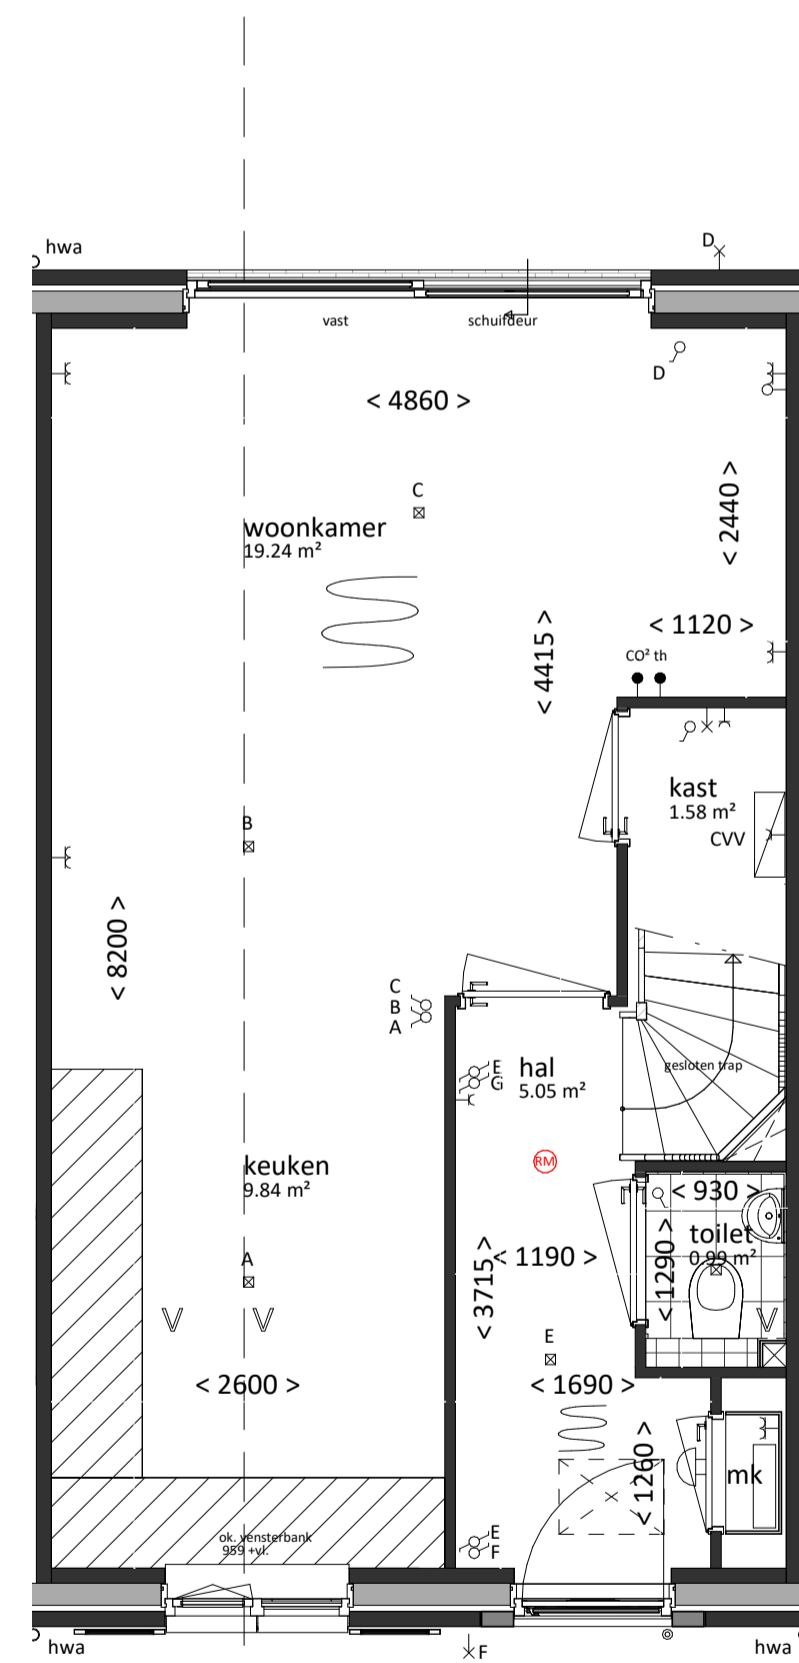 hwa
D
vast
schuifdeur
D
< 4860 >
< 2440 >
C
woonkamer
19.24 m²
< 1120 >
< 4415 >
CO² th
kast
1.58 m²
CVV
B
< 8200 >
C
B
A
hal
5.05 m²
E
G
gesloten trap
RM
keuken
9.84 m²
< 930 >
toilet
0.99 m²
< 1290 >
< 1190 >
< 3715 >
A
V V
V
E
< 2600 >
< 1690 >
< 1260 >
mk
ok. vensterbank
959 +vl.
E
F
hwa
F
hwa